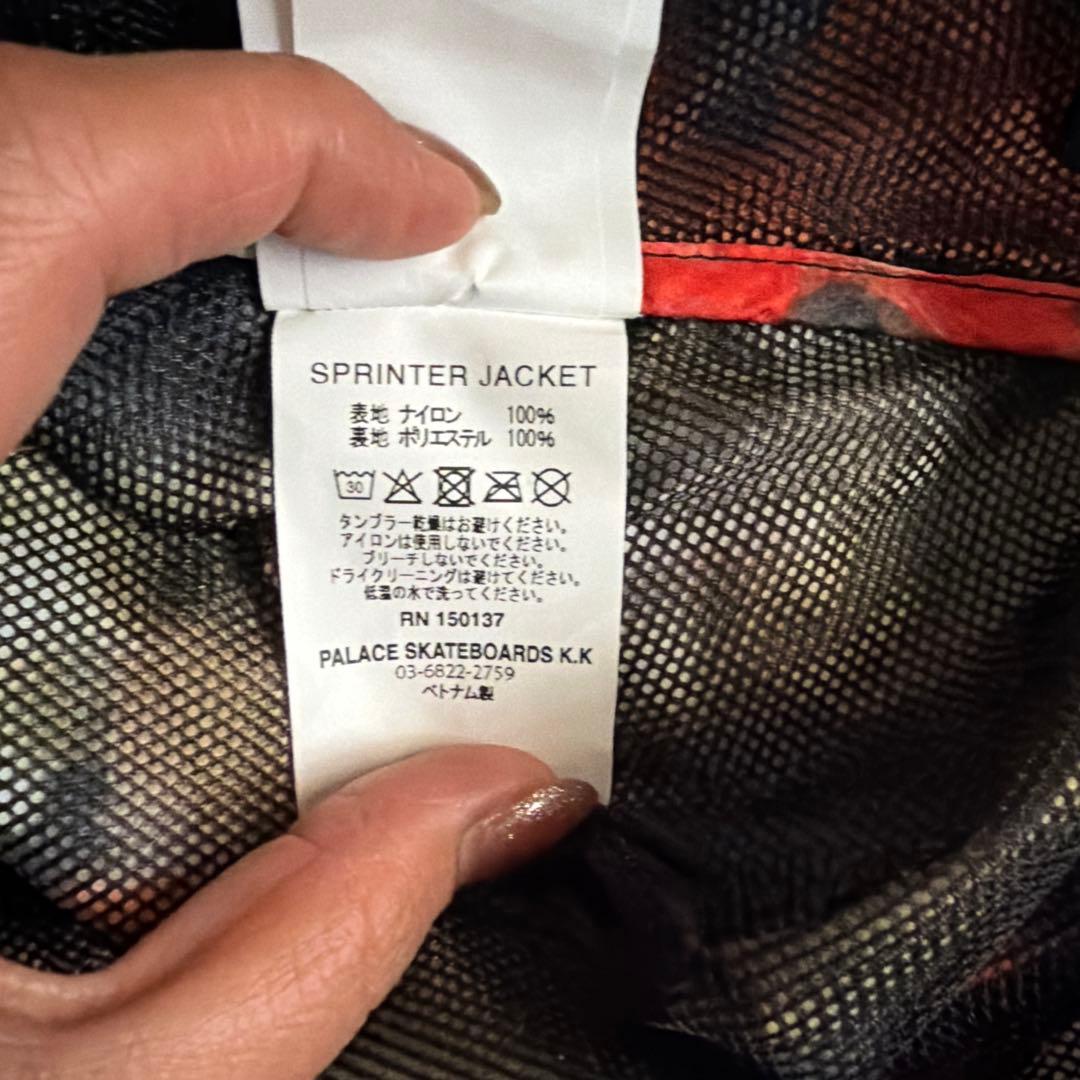 SPRINTER JACKET
表地 ナイロン 100%
裏地 ポリエステル 100%
30
タンブラー乾燥はお避けください。
アイロンは使用しないでください。
ブリーチしないでください。
ドライクリーニングは避けてください。
低温の水で洗ってください。
RN 150137
PALACE SKATEBOARDS K.K
03-6822-2759
ベトナム製